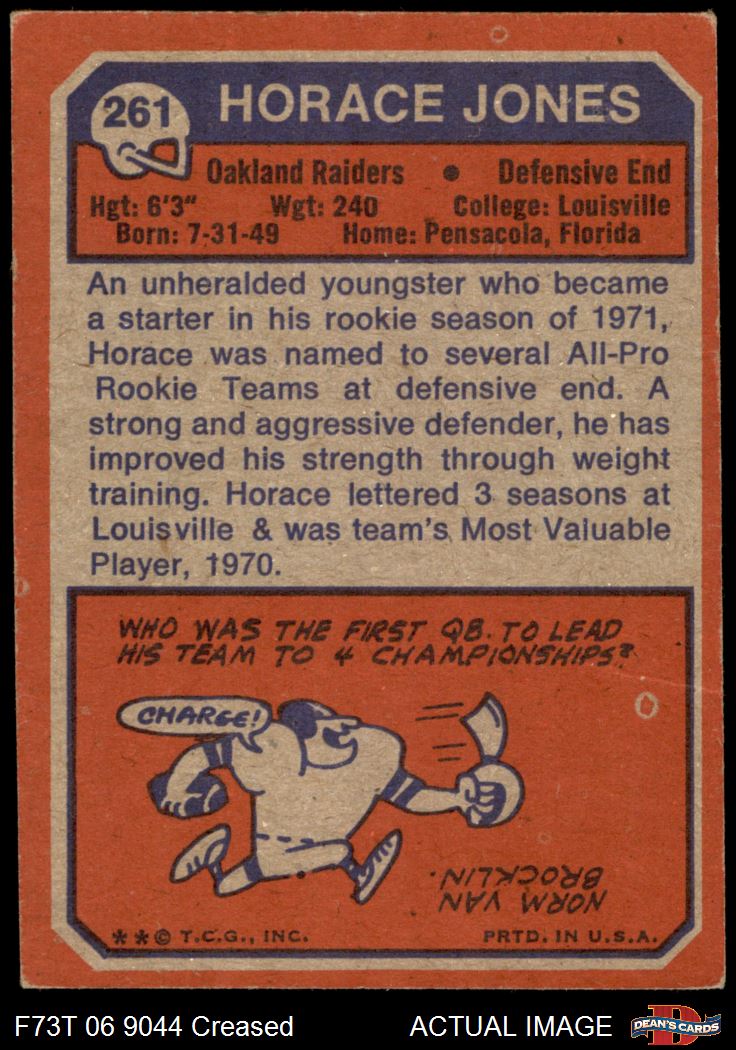 261
HORACE JONES
Oakland Raiders • Defensive End
Hgt: 6'3" Wgt: 240 College: Louisville
Born: 7-31-49 Home: Pensacola, Florida
An unheralded youngster who became
a starter in his rookie season of 1971,
Horace was named to several All-Pro
Rookie Teams at defensive end. A
strong and aggressive defender, he has
improved his strength through weight
training. Horace lettered 3 seasons at
Louisville & was team's Most Valuable
Player, 1970.
WHO WAS THE FIRST QB. TO LEAD
HIS TEAM TO 4 CHAMPIONSHIPS?
CHARGE!
NORM VAN
BROCKLIN.
**© T.C.G., INC. PRTD. IN U.S.A.
F73T 06 9044 Creased ACTUAL IMAGE
DEAN'S CARDS